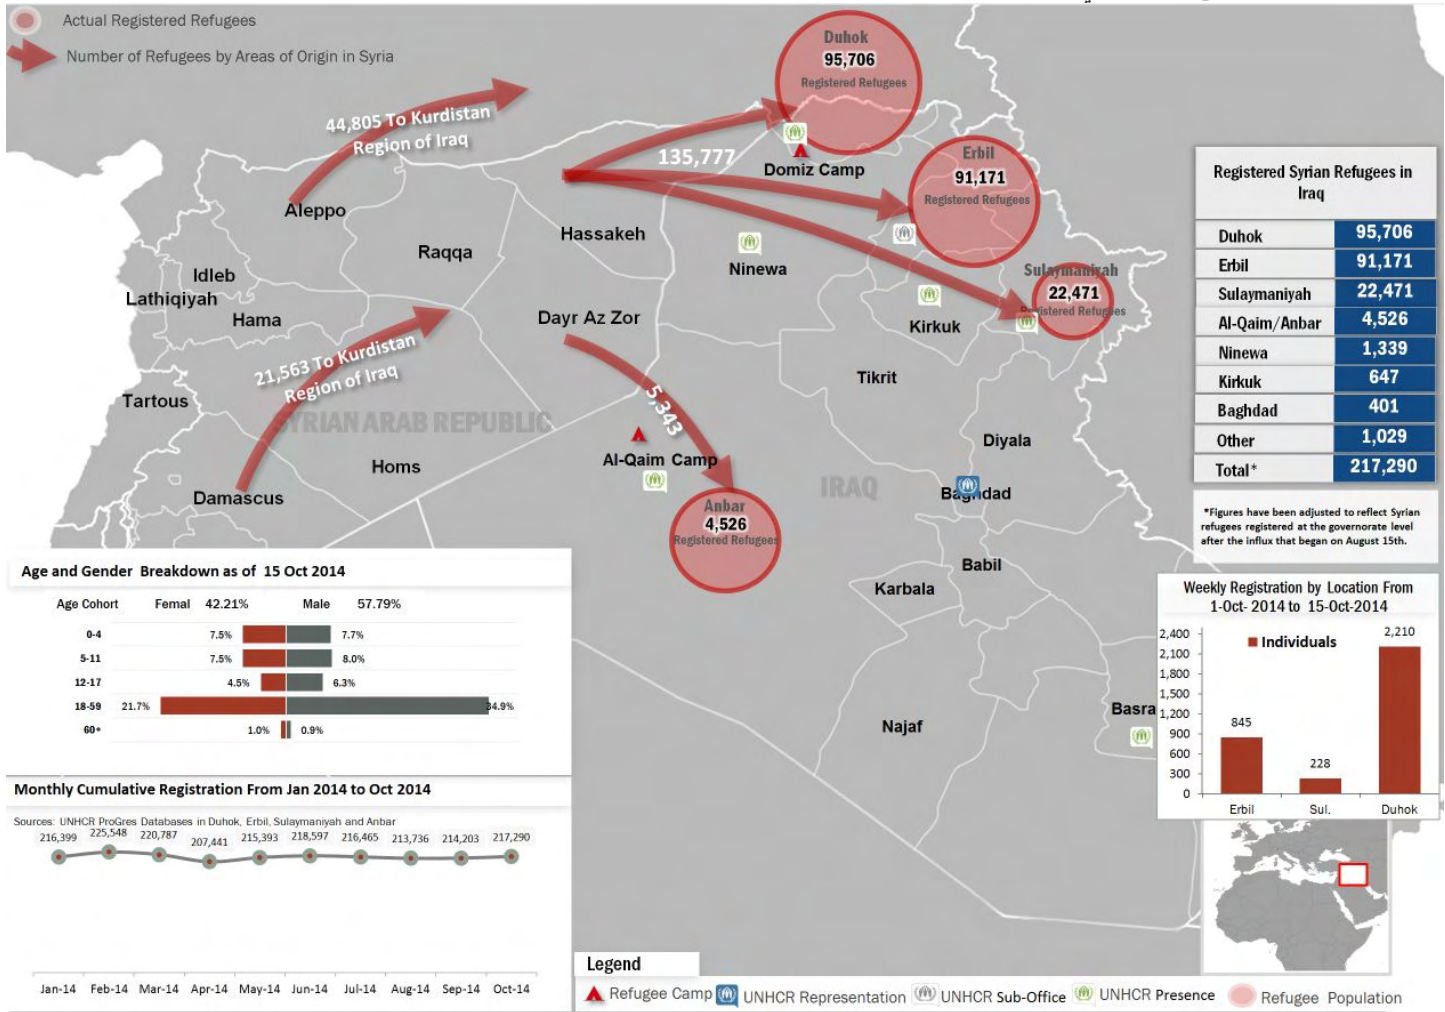 Actual Registered Refugees
Number of Refugees by Areas of Origin in Syria
44,805 To Kurdistan
Region of Iraq
Aleppo
Raqqa
Hassakeh
Idleb
Lathiqiyah
Hama
Dayr Az Zor
21,563 To Kurdistan
Region of Iraq
Tartous
SYRIAN ARAB REPUBLIC
Homs
Damascus
135,777
5,343
Duhok
95,706
Registered Refugees
Domiz Camp
Erbil
91,171
Registered Refugees
Ninewa
Sulaymaniyah
22,471
Registered Refugees
Kirkuk
Tikrit
Diyala
Al-Qaim Camp
IRAQ
Baghdad
Anbar
4,526
Registered Refugees
Babil
Karbala
Najaf
Basra
Registered Syrian Refugees in
Iraq
Duhok 95,706
Erbil 91,171
Sulaymaniyah 22,471
Al-Qaim/Anbar 4,526
Ninewa 1,339
Kirkuk 647
Baghdad 401
Other 1,029
Total* 217,290
*Figures have been adjusted to reflect Syrian
refugees registered at the governorate level
after the influx that began on August 15th.
Weekly Registration by Location From
1-Oct- 2014 to 15-Oct-2014
Individuals
2,400
2,100
1,800
1,500
1,200
900
600
300
0
845
228
2,210
Erbil Sul. Duhok
Age and Gender Breakdown as of 15 Oct 2014
Age Cohort Femal 42.21% Male 57.79%
0-4 7.5% 7.7%
5-11 7.5% 8.0%
12-17 4.5% 6.3%
18-59 21.7% 34.9%
60+ 1.0% 0.9%
Monthly Cumulative Registration From Jan 2014 to Oct 2014
Sources: UNHCR ProGres Databases in Duhok, Erbil, Sulaymaniyah and Anbar
216,399 225,548 220,787 207,441 215,393 218,597 216,465 213,736 214,203 217,290
Jan-14 Feb-14 Mar-14 Apr-14 May-14 Jun-14 Jul-14 Aug-14 Sep-14 Oct-14
Legend
Refugee Camp UNHCR Representation UNHCR Sub-Office UNHCR Presence Refugee Population